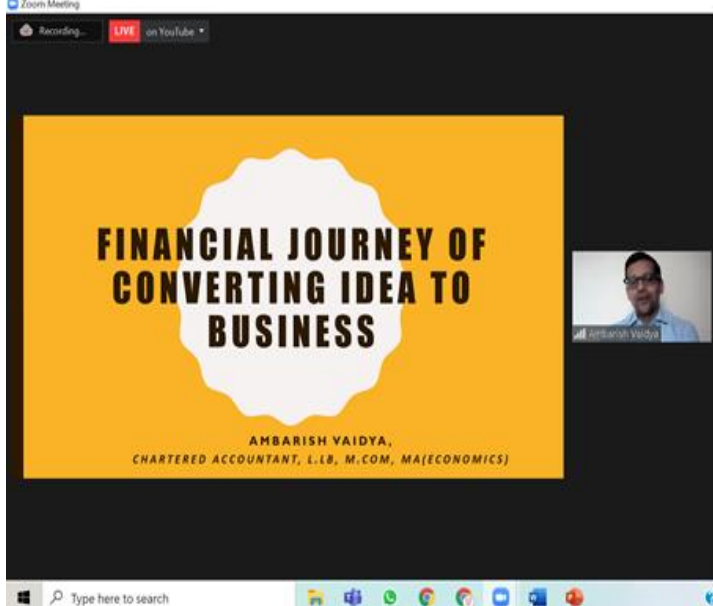 Zoom Meeting
Recording...
LIVE on YouTube
FINANCIAL JOURNEY OF
CONVERTING IDEA TO
BUSINESS
Ambarish Vaidya
AMBARISH VAIDYA,
CHARTERED ACCOUNTANT, L.LB, M.COM, MA(ECONOMICS)
Type here to search